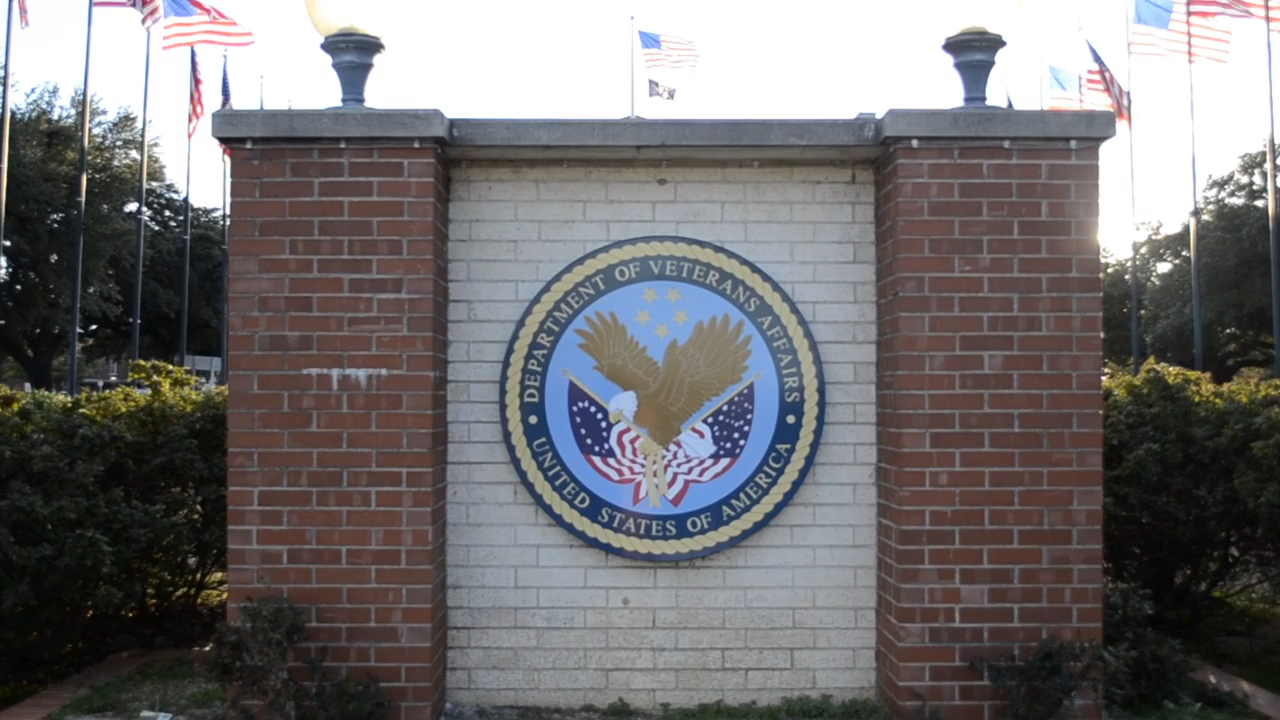 DEPARTMENT OF VETERANS AFFAIRS
UNITED STATES OF AMERICA